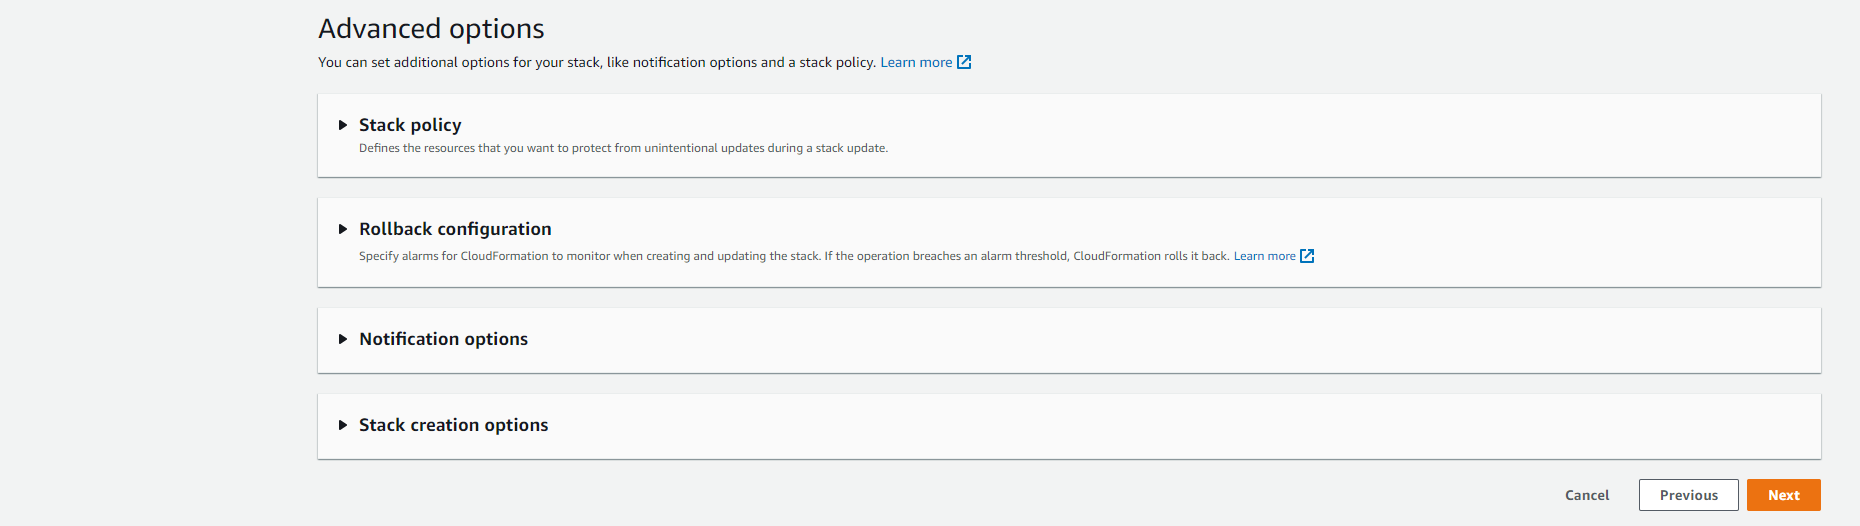 Advanced options
You can set additional options for your stack, like notification options and a stack policy. Learn more
Stack policy
Defines the resources that you want to protect from unintentional updates during a stack update.
Rollback configuration
Specify alarms for CloudFormation to monitor when creating and updating the stack. If the operation breaches an alarm threshold, CloudFormation rolls it back. Learn more
Notification options
Stack creation options
Cancel Previous Next